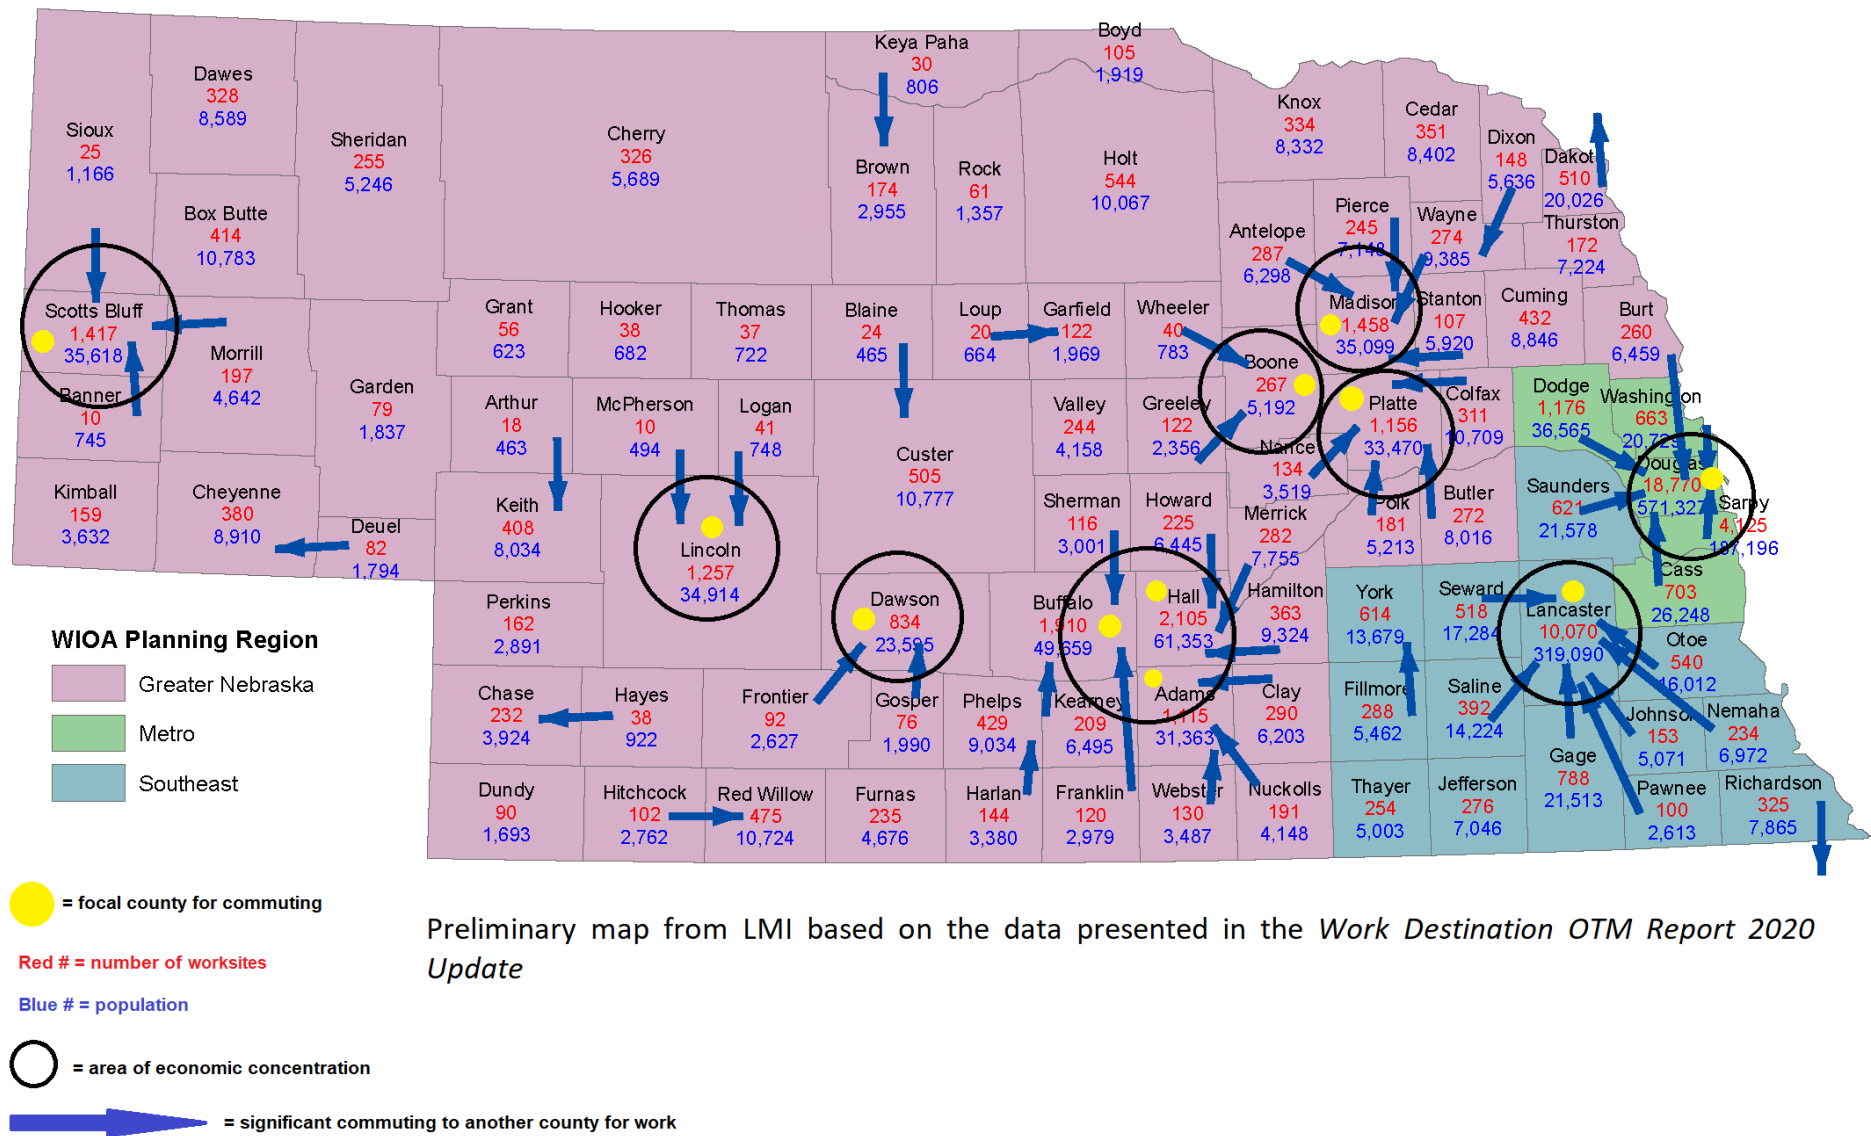 Keya Paha
30
806
Boyd
105
1,919
Dawes
328
8,589
Sioux
25
1,166
Sheridan
255
5,246
Cherry
326
5,689
Brown
174
2,955
Rock
61
1,357
Holt
544
10,067
Knox
334
8,332
Cedar
351
8,402
Dixon
148
5,636
Dakot
510
20,026
Box Butte
414
10,783
Antelope
287
6,298
Pierce
245
7,148
Wayne
274
9,385
Thurston
172
7,224
Scotts Bluff
1,417
35,618
Morrill
197
4,642
Banner
10
745
Garden
79
1,837
Grant
56
623
Hooker
38
682
Thomas
37
722
Blaine
24
465
Loup
20
664
Garfield
122
1,969
Wheeler
40
783
Boone
267
5,192
Madison
1,458
35,099
Stanton
107
5,920
Cuming
432
8,846
Burt
260
6,459
Arthur
18
463
McPherson
10
494
Logan
41
748
Custer
505
10,777
Valley
244
4,158
Greeley
122
2,356
Nance
134
3,519
Platte
1,156
33,470
Colfax
311
10,709
Dodge
1,176
36,565
Washington
663
Kimball
159
3,632
Cheyenne
380
8,910
Deuel
82
1,794
Keith
408
8,034
Lincoln
1,257
34,914
Sherman
116
3,001
Howard
225
6,445
Merrick
282
7,755
Polk
181
5,213
Butler
272
8,016
Saunders
621
21,578
Douglas
18,770
571,327
Sarpy
4,125
187,196
Cass
703
26,248
Perkins
162
2,891
Dawson
834
23,595
Buffalo
1,910
49,659
Hall
2,105
61,353
Hamilton
363
9,324
York
614
13,679
Seward
518
17,284
Lancaster
10,070
319,090
Otoe
540
16,012
Chase
232
3,924
Hayes
38
922
Frontier
92
2,627
Gosper
76
1,990
Phelps
429
9,034
Kearney
209
6,495
Adams
1,115
31,363
Clay
290
6,203
Fillmore
288
5,462
Saline
392
14,224
Gage
788
21,513
Johnson
153
5,071
Nemaha
234
6,972
Dundy
90
1,693
Hitchcock
102
2,762
Red Willow
475
10,724
Furnas
235
4,676
Harlan
144
3,380
Franklin
120
2,979
Webster
130
3,487
Nuckolls
191
4,148
Thayer
254
5,003
Jefferson
276
7,046
Pawnee
100
2,613
Richardson
325
7,865
WIOA Planning Region
Greater Nebraska
Metro
Southeast
= focal county for commuting
Red # = number of worksites
Blue # = population
= area of economic concentration
= significant commuting to another county for work
Preliminary map from LMI based on the data presented in the Work Destination OTM Report 2020
Update